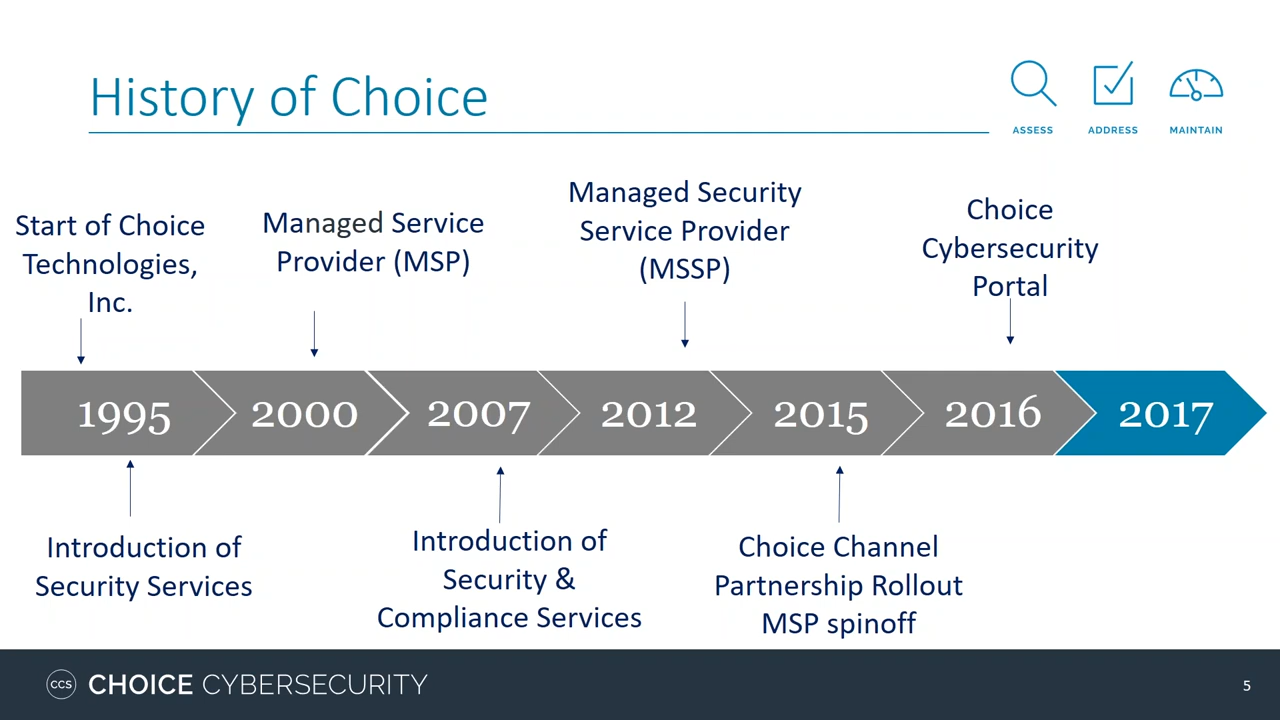 History of Choice
ASSESS
ADDRESS
MAINTAIN
Start of Choice
Technologies,
Inc.
Managed Service
Provider (MSP)
Managed Security
Service Provider
(MSSP)
Choice
Cybersecurity
Portal
1995
2000
2007
2012
2015
2016
2017
Introduction of
Security Services
Introduction of
Security &
Compliance Services
Choice Channel
Partnership Rollout
MSP spinoff
CCS CHOICE CYBERSECURITY
5